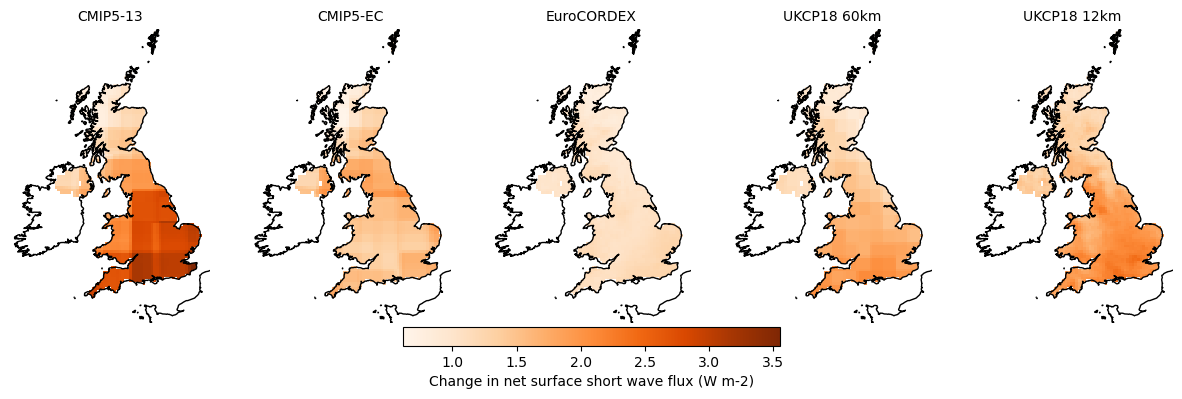 CMIP5-13 CMIP5-EC EuroCORDEX UKCP18 60km UKCP18 12km
1.0 1.5 2.0 2.5 3.0 3.5
Change in net surface short wave flux (W m-2)